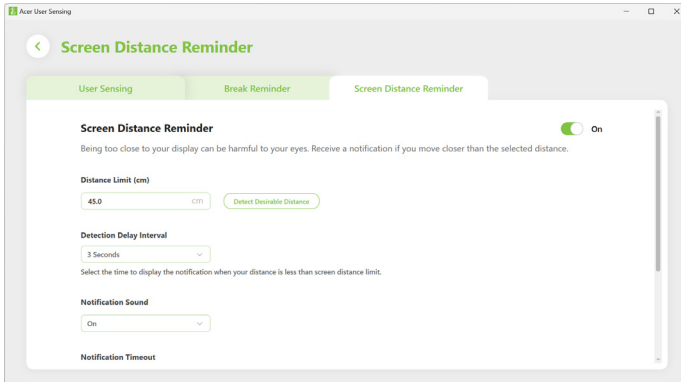 Acer User Sensing
Screen Distance Reminder
User Sensing
Break Reminder
Screen Distance Reminder
Screen Distance Reminder
On
Being too close to your display can be harmful to your eyes. Receive a notification if you move closer than the selected distance.
Distance Limit (cm)
45.0 cm
Detect Desirable Distance
Detection Delay Interval
3 Seconds
Select the time to display the notification when your distance is less than screen distance limit.
Notification Sound
On
Notification Timeout